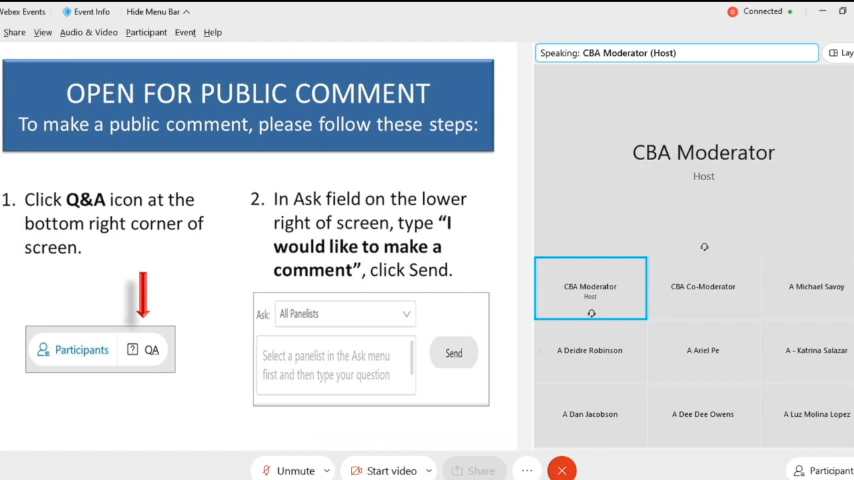 Webex Events
Event Info
Hide Menu Bar
Connected
Share View Audio & Video Participant Event Help
OPEN FOR PUBLIC COMMENT
To make a public comment, please follow these steps:
1. Click Q&A icon at the
bottom right corner of
screen.
Participants
? QA
2. In Ask field on the lower
right of screen, type “I
would like to make a
comment”, click Send.
Ask: All Panelists
Select a panelist in the Ask menu
first and then type your question
Send
Speaking: CBA Moderator (Host)
Lay
CBA Moderator
Host
CBA Moderator
Host
CBA Co-Moderator
A Michael Savoy
A Deidre Robinson
A Ariel Pe
A - Katrina Salazar
A Dan Jacobson
A Dee Dee Owens
A Luz Molina Lopez
Unmute
Start video
Share
Participant